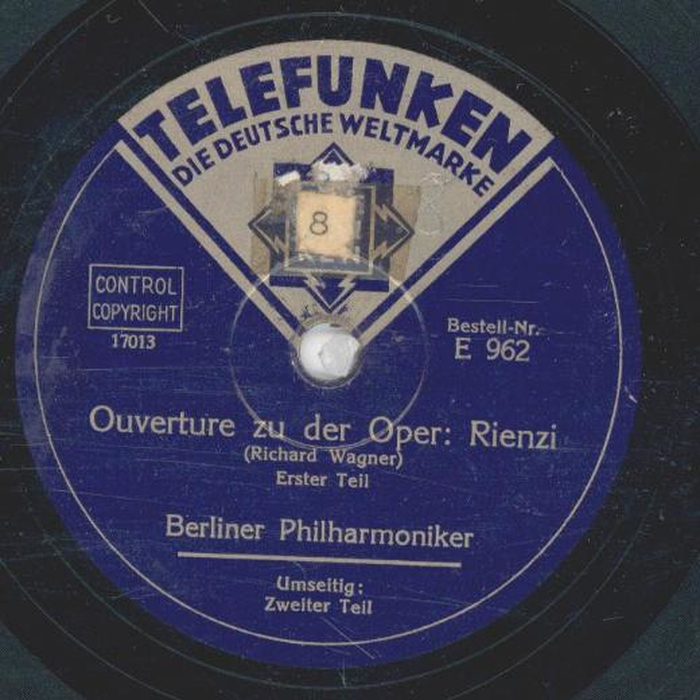 TELEFUNKEN
DIE DEUTSCHE WELTMARKE
8
CONTROL
COPYRIGHT
17013
Bestell-Nr.
E 962
Ouverture zu der Oper: Rienzi
(Richard Wagner)
Erster Teil
Berliner Philharmoniker
Umseitig:
Zweiter Teil